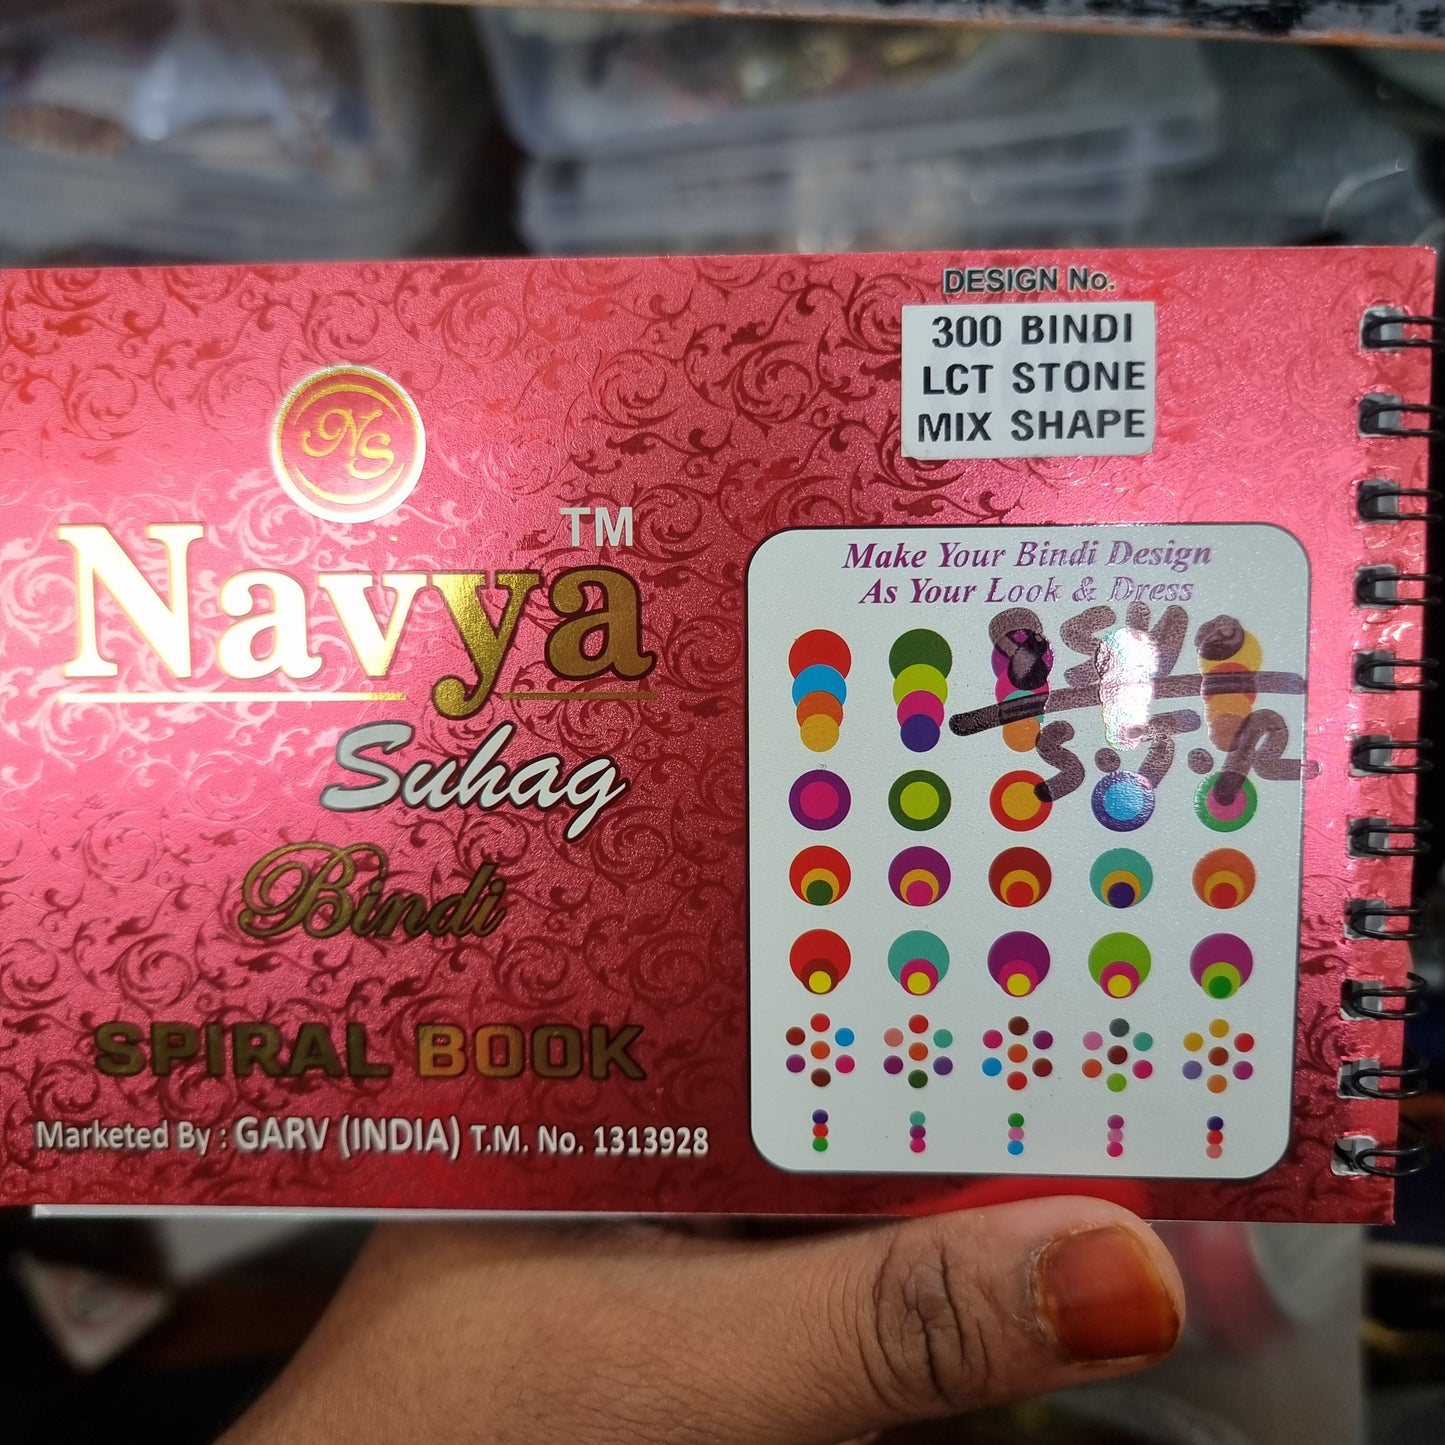 DESIGN No.
300 BINDI
LCT STONE
MIX SHAPE
NS
Navya TM
Suhag
Bindi
SPIRAL BOOK
Marketed By : GARV (INDIA) T.M. No. 1313928
Make Your Bindi Design
As Your Look & Dress
S.J.R